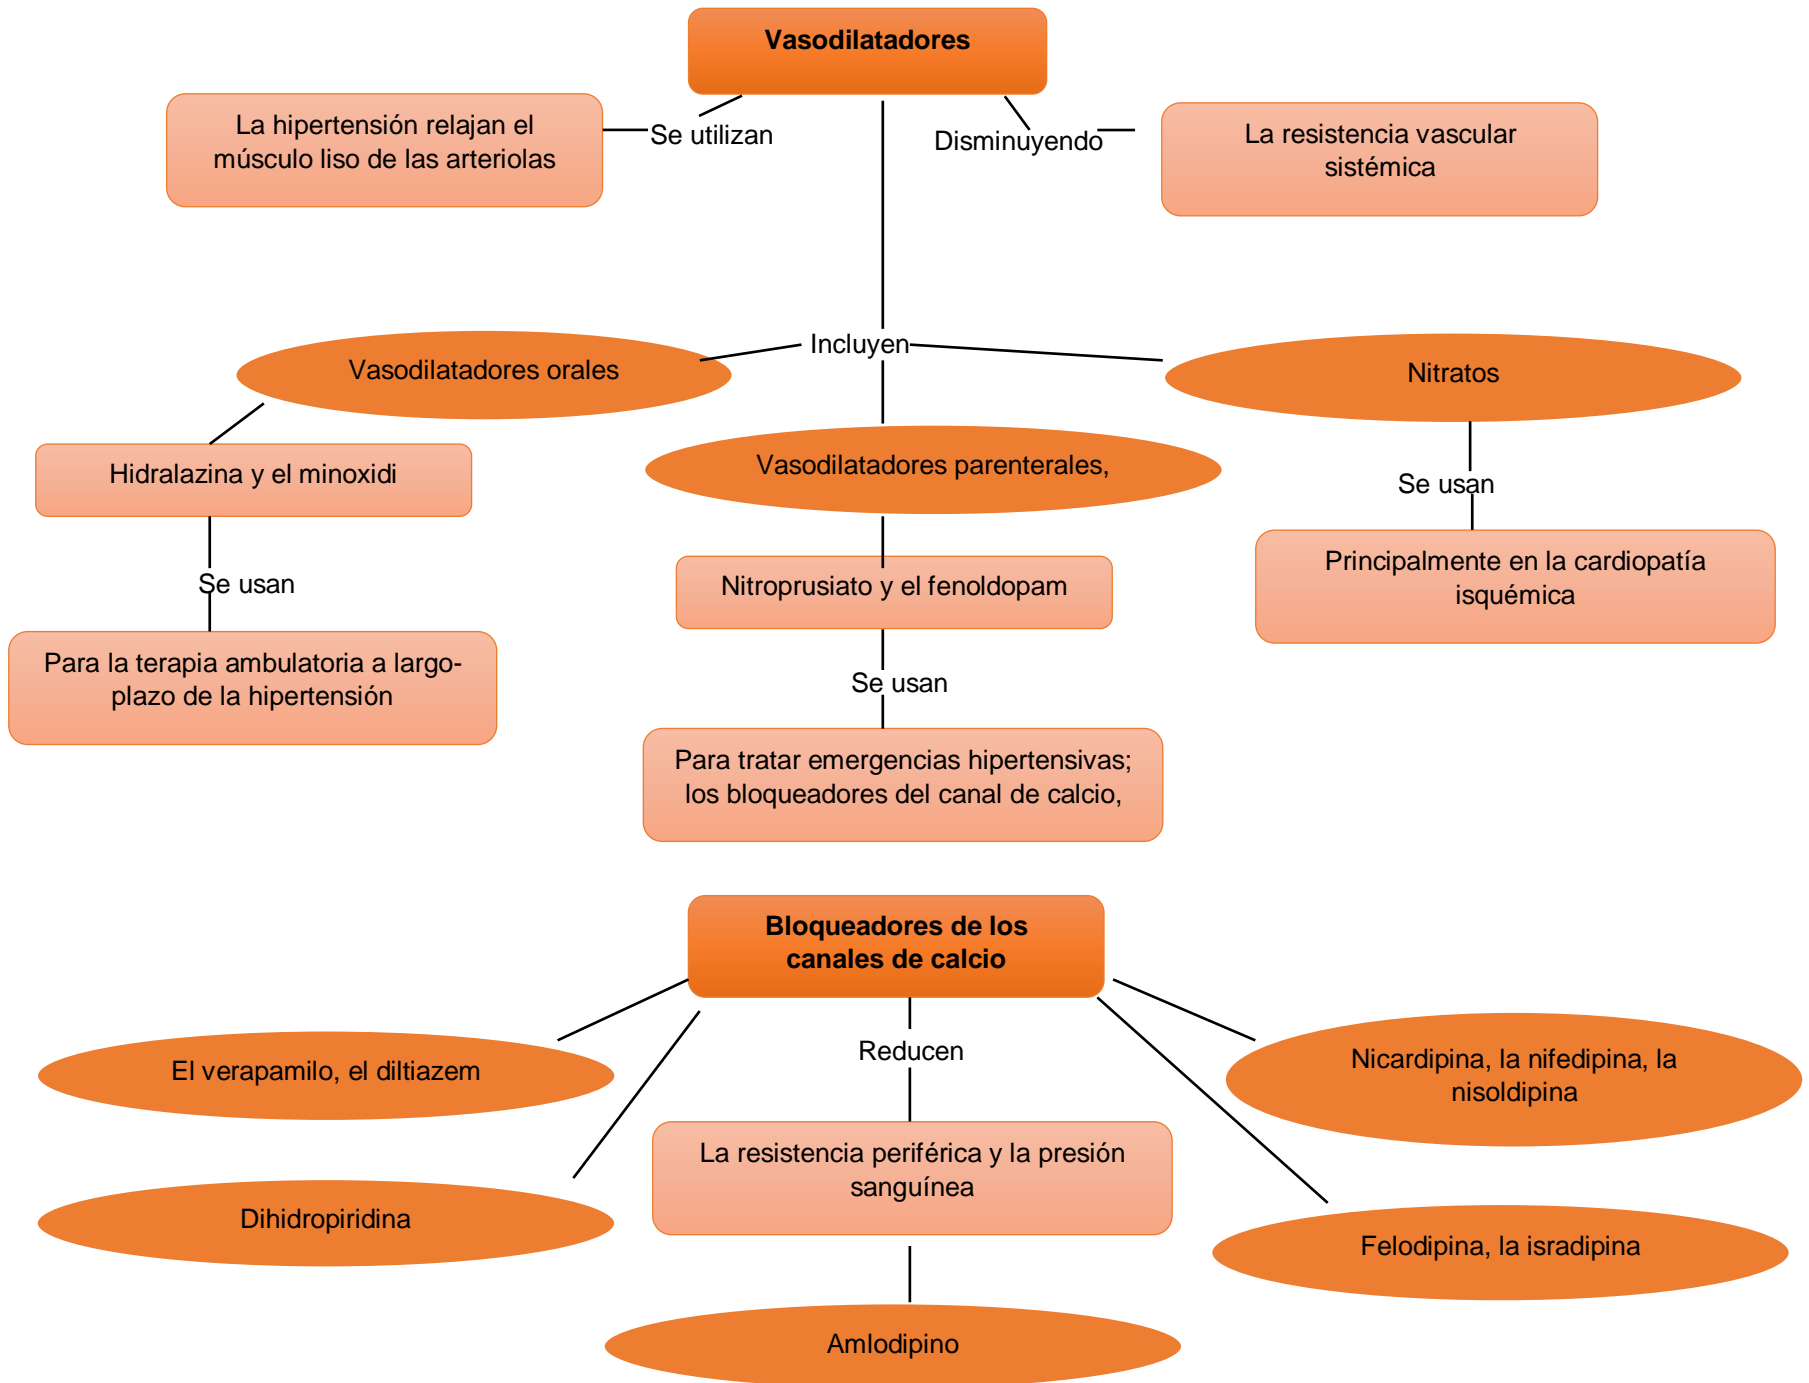 Vasodilatadores
La hipertensión relajan el
músculo liso de las arteriolas
Se utilizan
Disminuyendo
La resistencia vascular
sistémica
Incluyen
Vasodilatadores orales
Nitratos
Hidralazina y el minoxidi
Vasodilatadores parenterales,
Se usan
Se usan
Nitroprusiato y el fenoldopam
Principalmente en la cardiopatía
isquémica
Para la terapia ambulatoria a largo-
plazo de la hipertensión
Se usan
Para tratar emergencias hipertensivas;
los bloqueadores del canal de calcio,
Bloqueadores de los
canales de calcio
El verapamilo, el diltiazem
Reducen
Nicardipina, la nifedipina, la
nisoldipina
La resistencia periférica y la presión
sanguínea
Dihidropiridina
Felodipina, la isradipina
Amlodipino